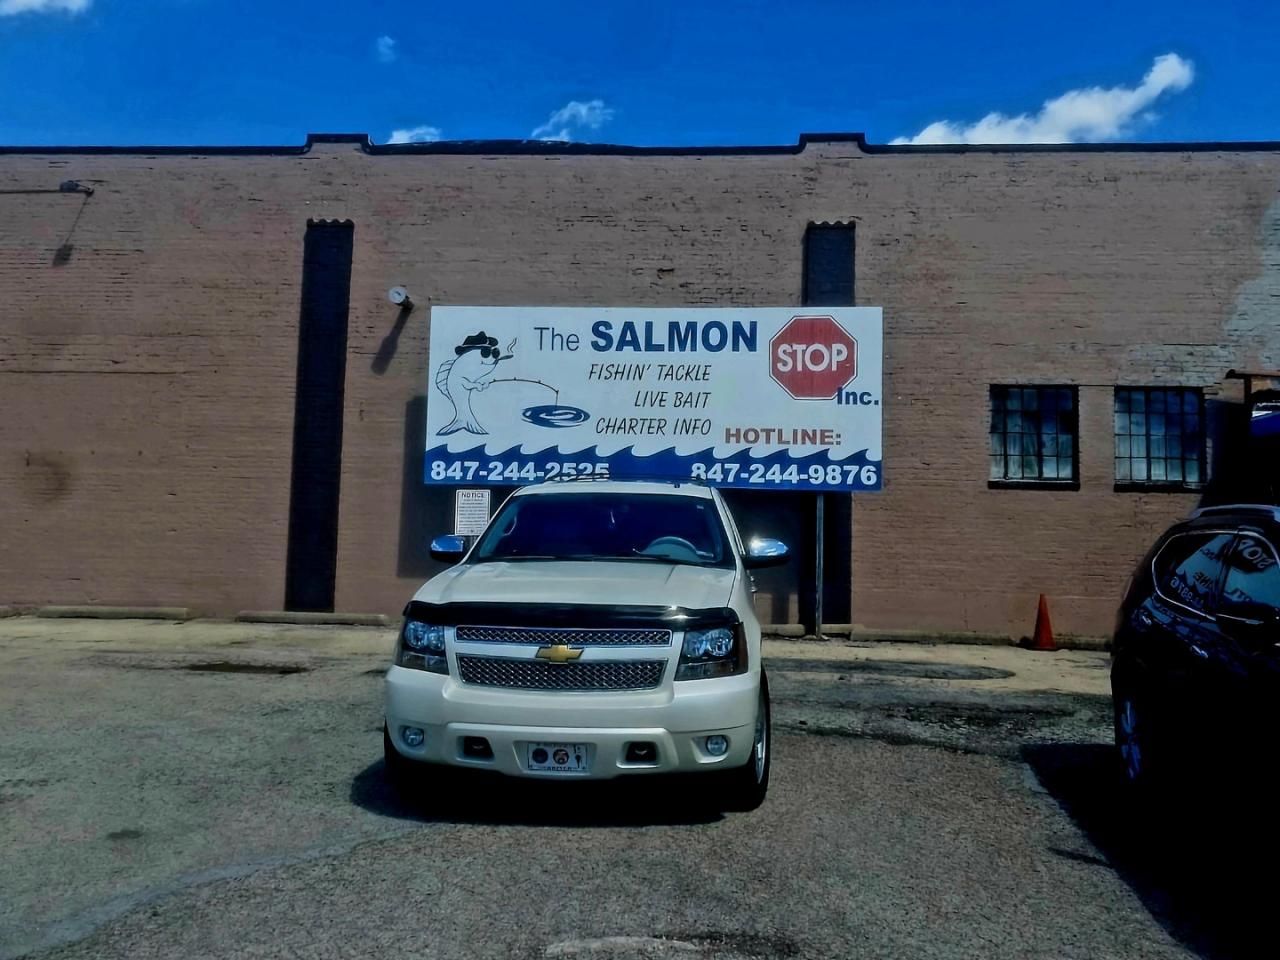 The SALMON
STOP
Inc.
FISHIN' TACKLE
LIVE BAIT
CHARTER INFO
HOTLINE:
847-244-2525
847-244-9876
NOTICE